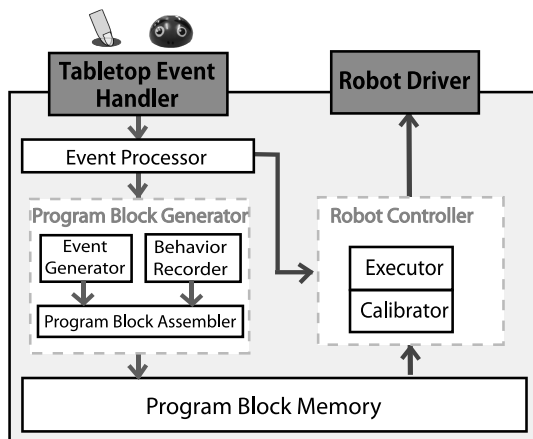 Tabletop Event
Handler
Robot Driver
Event Processor
Program Block Generator
Event
Generator
Behavior
Recorder
Program Block Assembler
Robot Controller
Executor
Calibrator
Program Block Memory